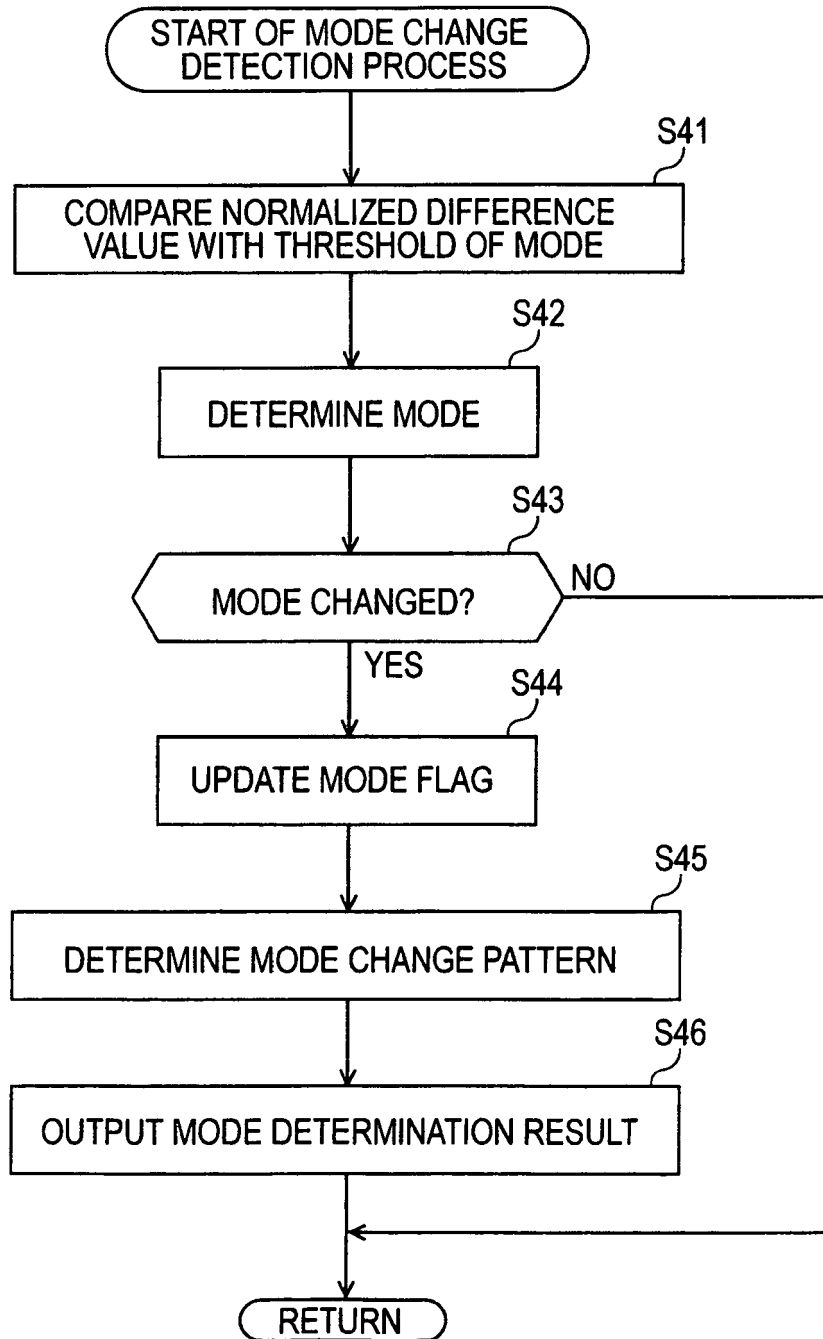 START OF MODE CHANGE
DETECTION PROCESS
S41
COMPARE NORMALIZED DIFFERENCE
VALUE WITH THRESHOLD OF MODE
S42
DETERMINE MODE
S43
MODE CHANGED?
NO
YES
S44
UPDATE MODE FLAG
S45
DETERMINE MODE CHANGE PATTERN
S46
OUTPUT MODE DETERMINATION RESULT
RETURN